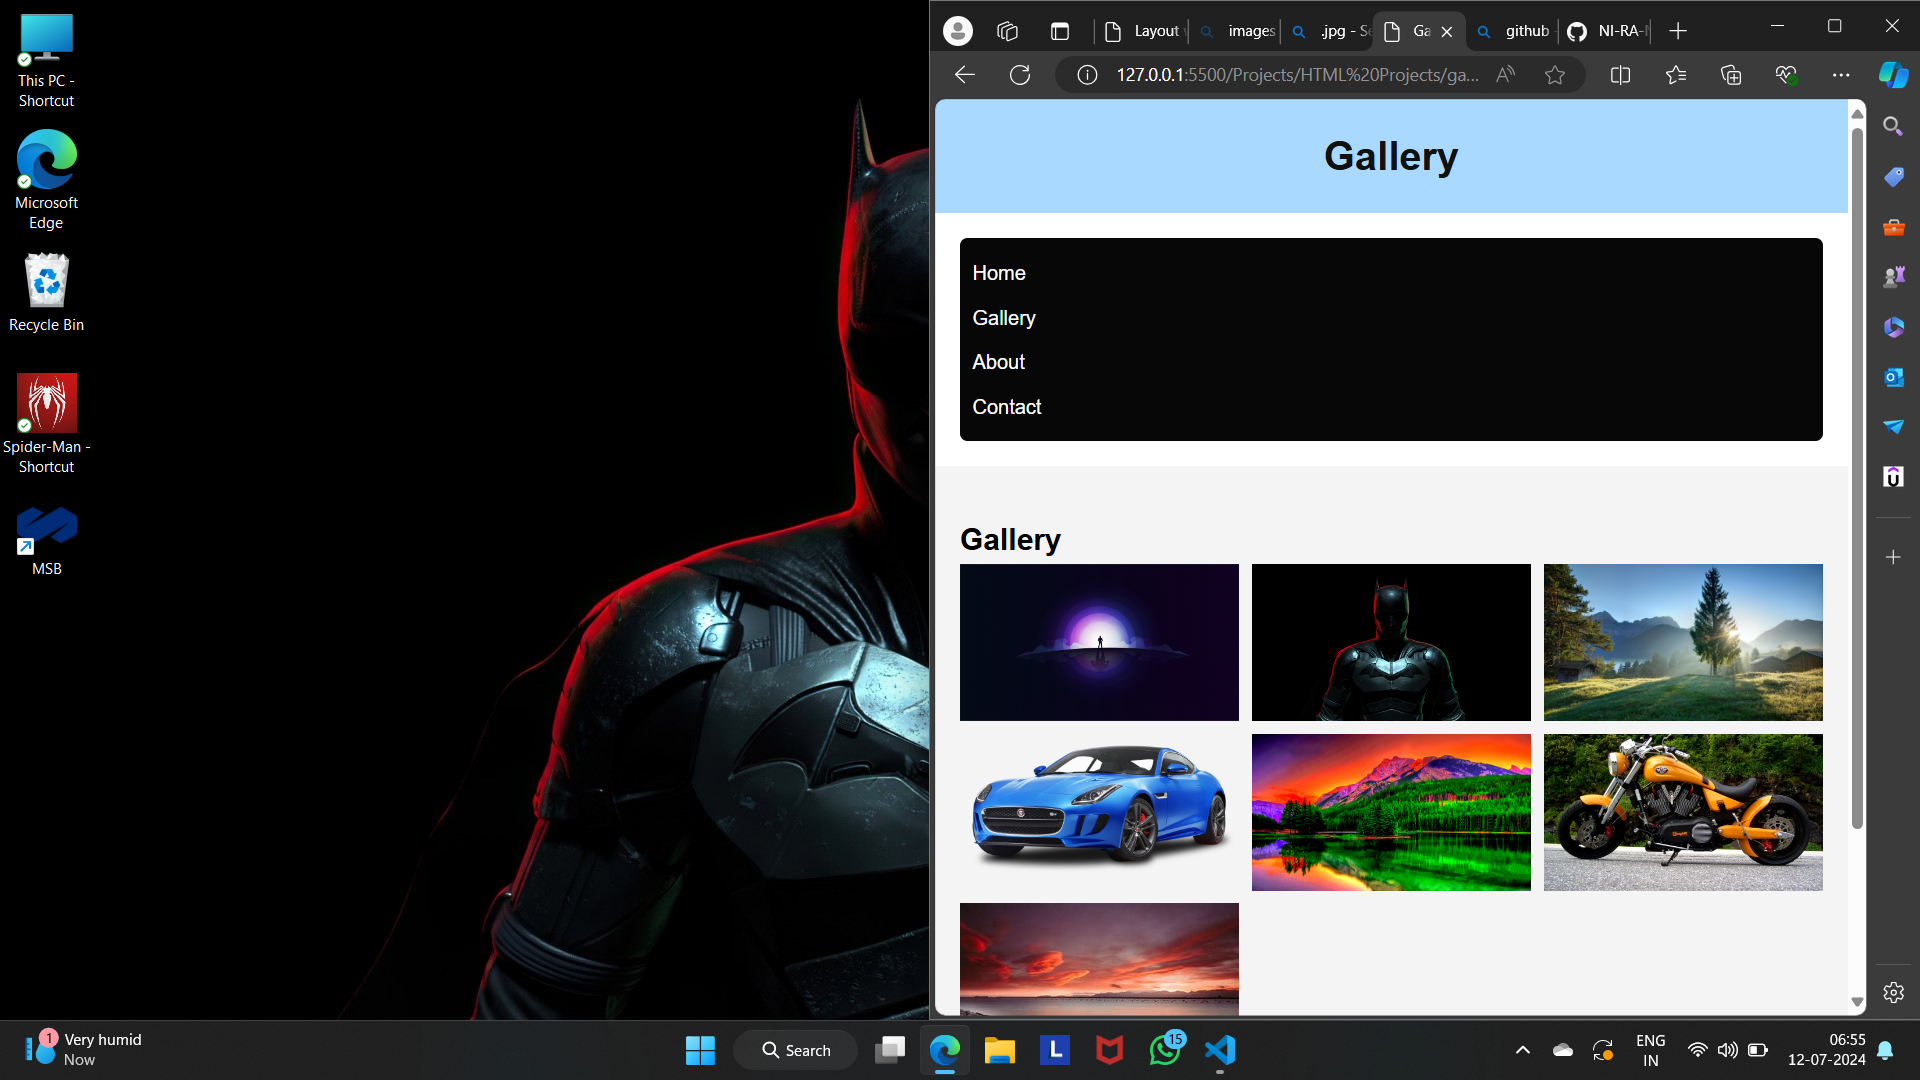 This PC -
Shortcut
Microsoft
Edge
Recycle Bin
Spider-Man -
Shortcut
MSB
Layout
images
.jpg - Se
Ga
github
NI-RA-
127.0.0.1:5500/Projects/HTML%20Projects/ga...
Gallery
Home
Gallery
About
Contact
Gallery
1
Very humid
Now
Search
L
15
ENG
IN
06:55
12-07-2024